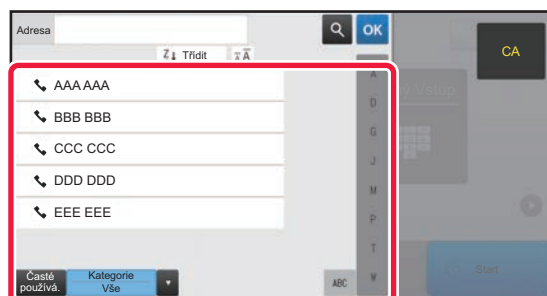 Adresa
OK
CA
Třídit
AAA AAA
BBB BBB
CCC CCC
DDD DDD
EEE EEE
A
D
G
J
M
P
T
W
ý Vstup
Časté
používá.
Kategorie
Vše
ABC
Start